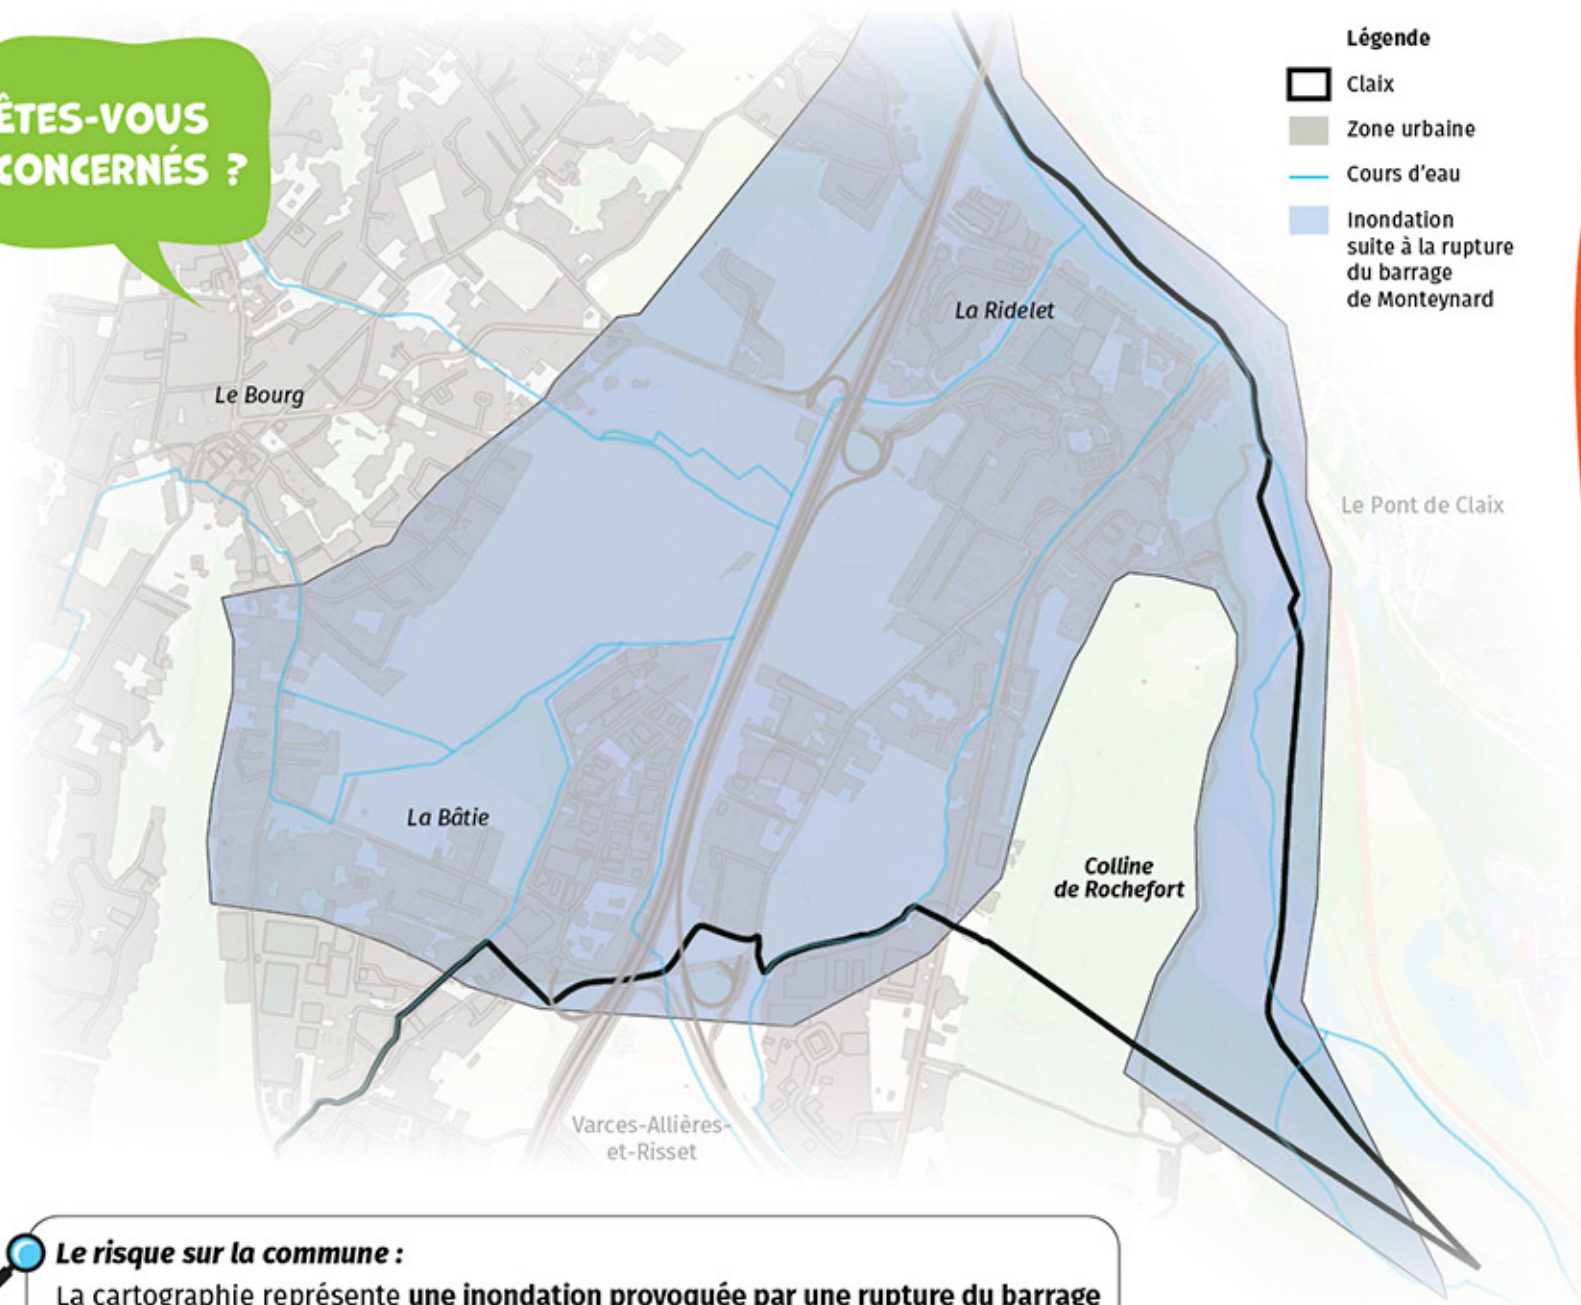 ÊTES-VOUS
CONCERNÉS ?
Légende
Claix
Zone urbaine
Cours d'eau
Inondation
suite à la rupture
du barrage
de Monteynard
La Ridelet
Le Bourg
Le Pont de Claix
La Bâtie
Colline
de Rochefort
Varces-Allières-
et-Risset
Le risque sur la commune :
La cartographie représente une inondation provoquée par une rupture du barrage